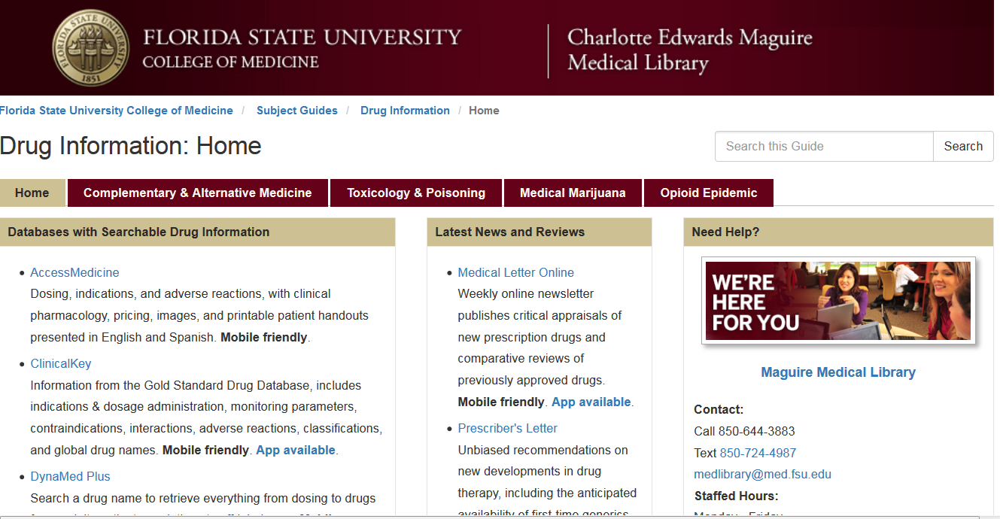 FLORIDA STATE UNIVERSITY
1851
FLORIDA STATE UNIVERSITY
COLLEGE OF MEDICINE
Charlotte Edwards Maguire
Medical Library
Florida State University College of Medicine / Subject Guides / Drug Information / Home
Drug Information: Home
Search this Guide
Search
Home
Complementary & Alternative Medicine
Toxicology & Poisoning
Medical Marijuana
Opioid Epidemic
Databases with Searchable Drug Information
AccessMedicine
Dosing, indications, and adverse reactions, with clinical
pharmacology, pricing, images, and printable patient handouts
presented in English and Spanish. Mobile friendly.
ClinicalKey
Information from the Gold Standard Drug Database, includes
indications & dosage administration, monitoring parameters,
contraindications, interactions, adverse reactions, classifications,
and global drug names. Mobile friendly. App available.
DynaMed Plus
Search a drug name to retrieve everything from dosing to drugs
Latest News and Reviews
Medical Letter Online
Weekly online newsletter
publishes critical appraisals of
new prescription drugs and
comparative reviews of
previously approved drugs.
Mobile friendly. App available.
Prescriber's Letter
Unbiased recommendations on
new developments in drug
therapy, including the anticipated
availability of first-time generics
Need Help?
WE'RE
HERE
FOR YOU
Maguire Medical Library
Contact:
Call 850-644-3883
Text 850-724-4987
medlibrary@med.fsu.edu
Staffed Hours:
Monday - Friday